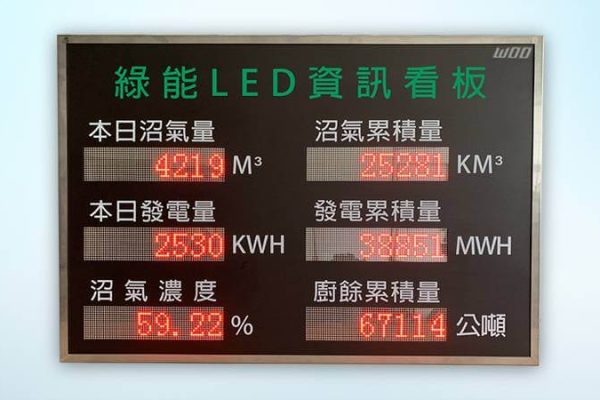 WOO
綠能LED資訊看板
本日沼氣量
4219 M³
沼氣累積量
25281 KM³
本日發電量
2530 KWH
發電累積量
38851 MWH
沼氣濃度
59.22 %
廚餘累積量
67114 公噸